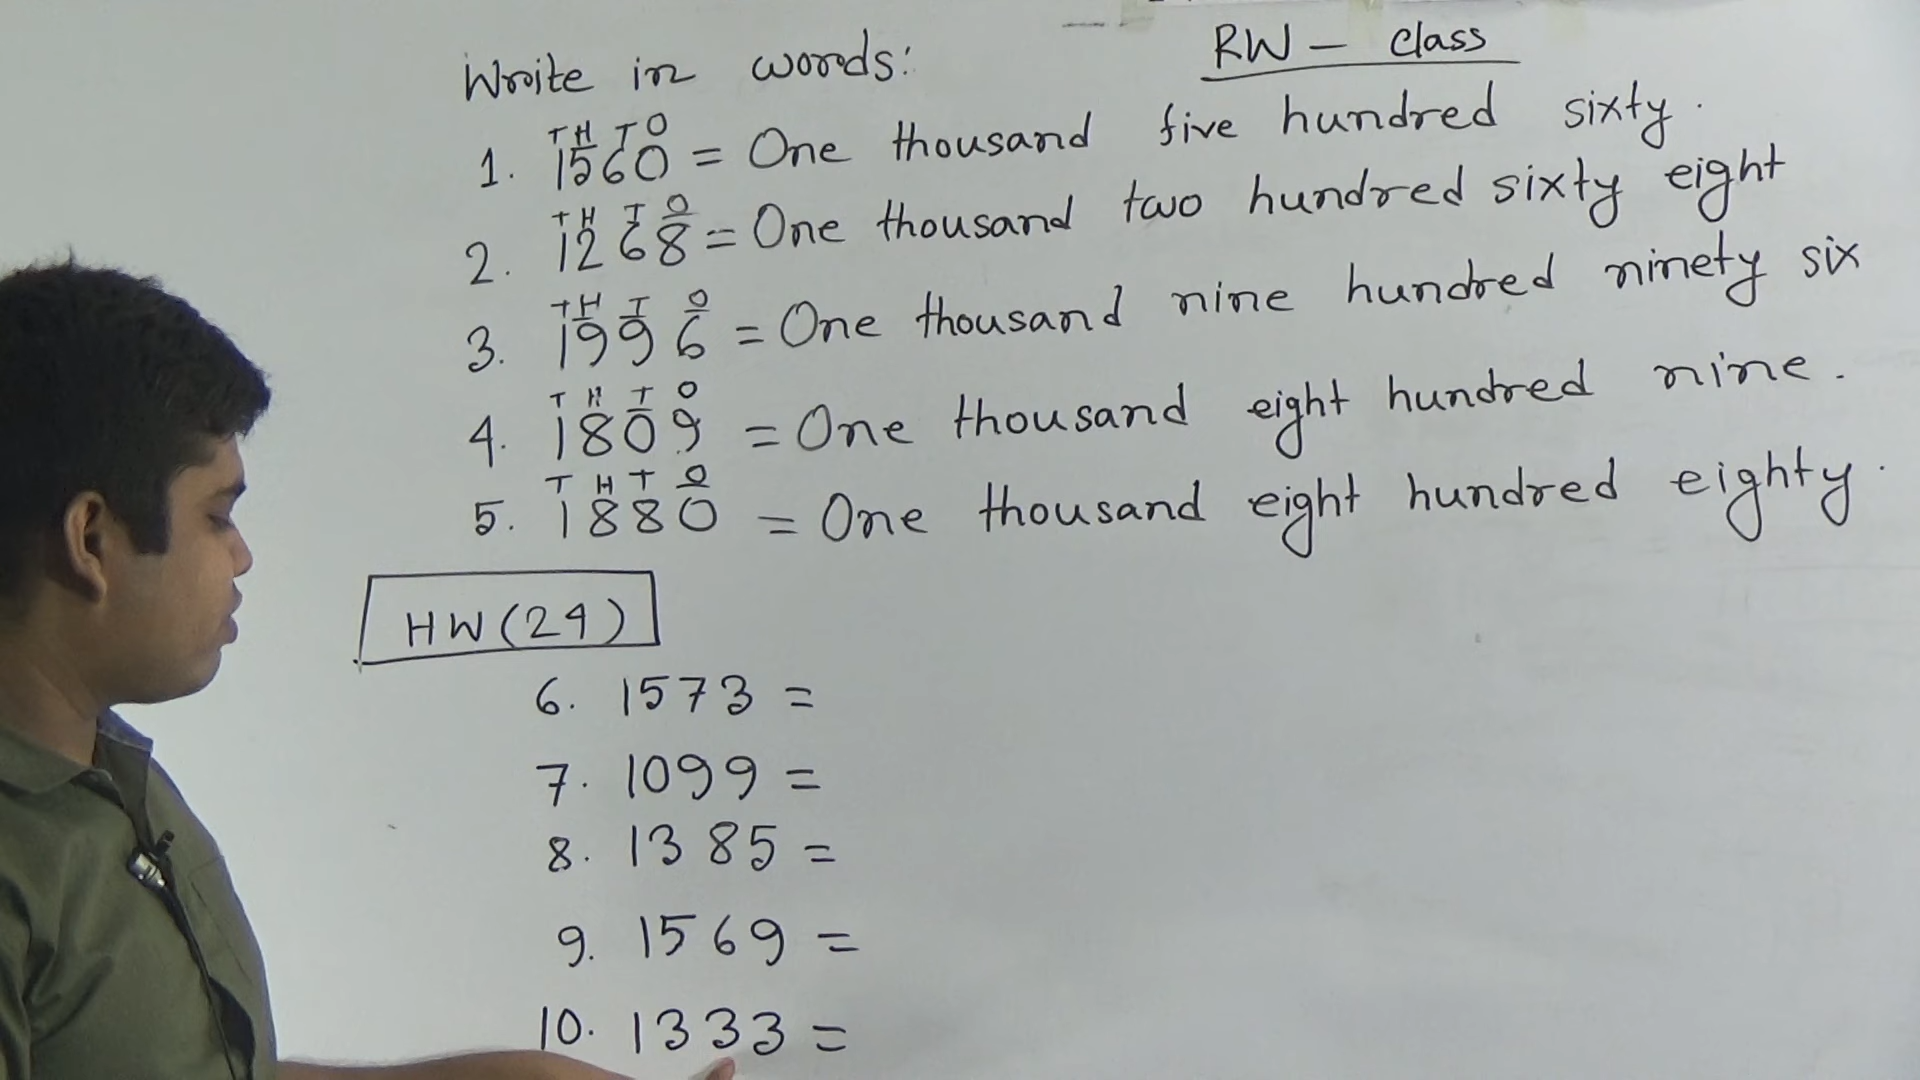 Write in words:
RW - class
T H T O
1. 1560 = One thousand five hundred sixty.
T H T O
2. 1268 = One thousand two hundred sixty eight
T H T O
3. 1996 = One thousand nine hundred ninety six
T H T O
4. 1809 = One thousand eight hundred nine.
T H T O
5. 1880 = One thousand eight hundred eighty.
HW (24)
6. 1573 =
7. 1099 =
8. 1385 =
9. 1569 =
10. 1333 =